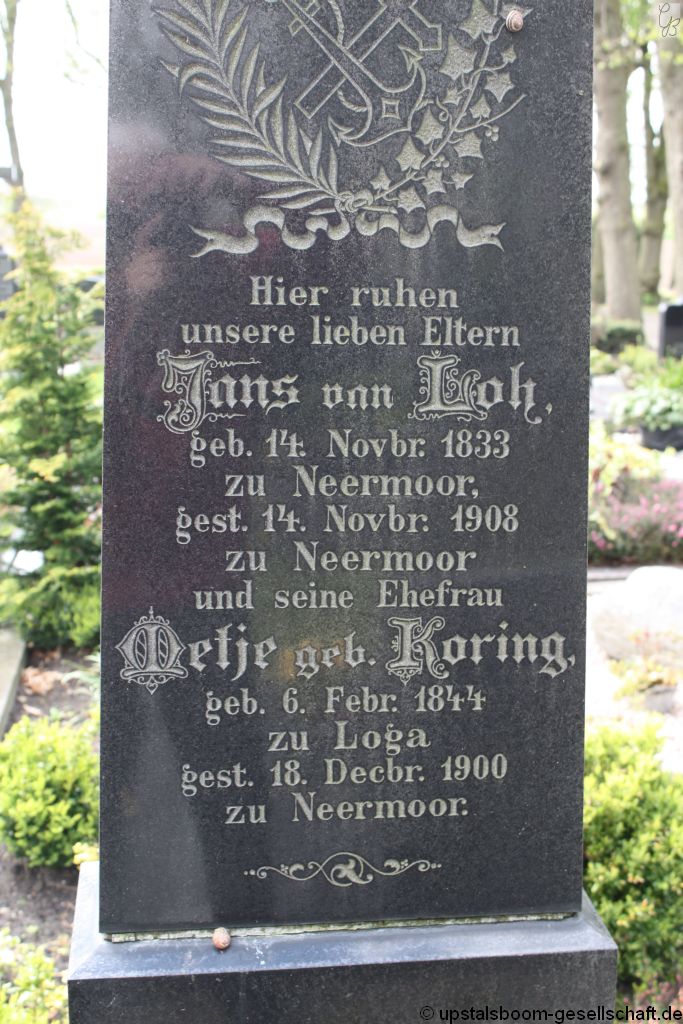 Hier ruhen
unsere lieben Eltern
Jans van Loh,
geb. 14. Novbr. 1833
zu Neermoor,
gest. 14. Novbr. 1908
zu Neermoor
und seine Ehefrau
Metje geb. Koring,
geb. 6. Febr. 1844
zu Loga
gest. 18. Decbr. 1900
zu Neermoor.
© upstalsboom-gesellschaft.de